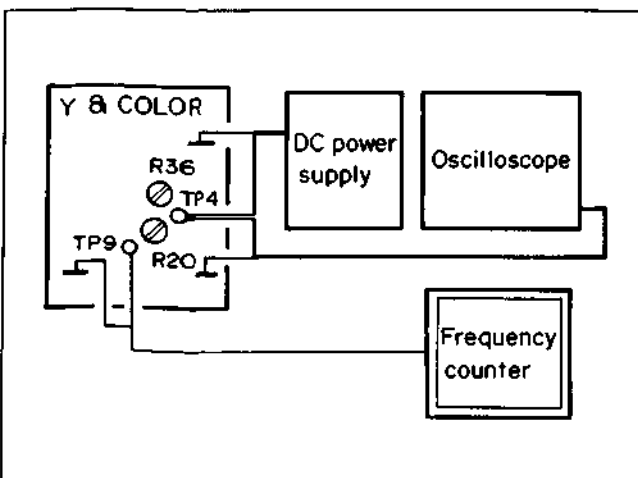 Y & COLOR
R36
TP4
TP9
R20
DC power
supply
Oscilloscope
Frequency
counter